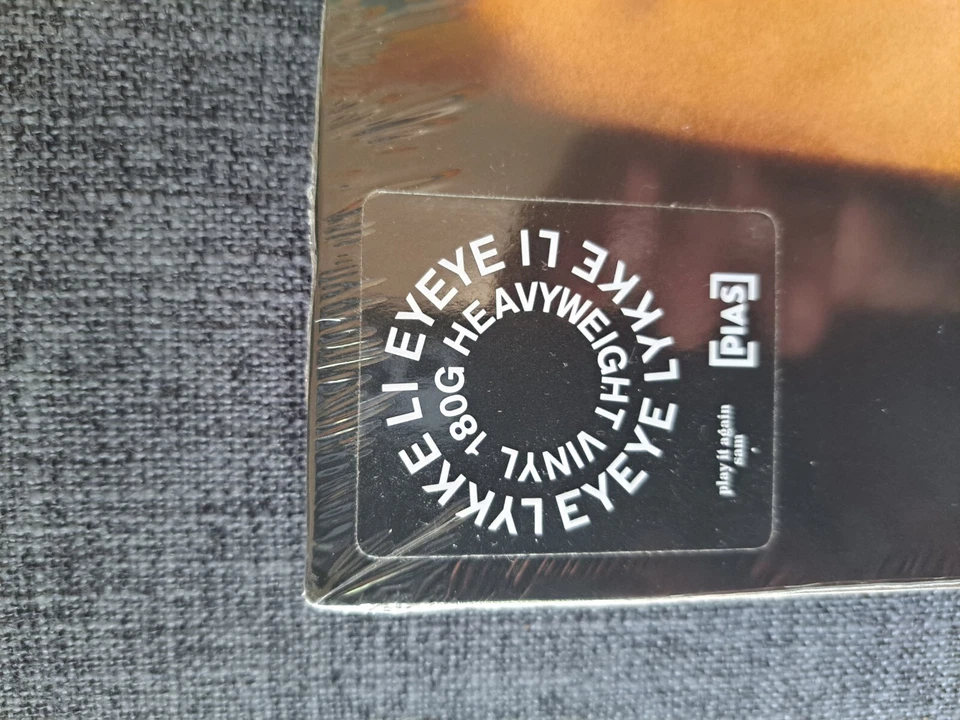 LYKKE LI EYEYE LYKKE LI EYEYE
180G HEAVYWEIGHT VINYL
play it again
sam
[PIAS]